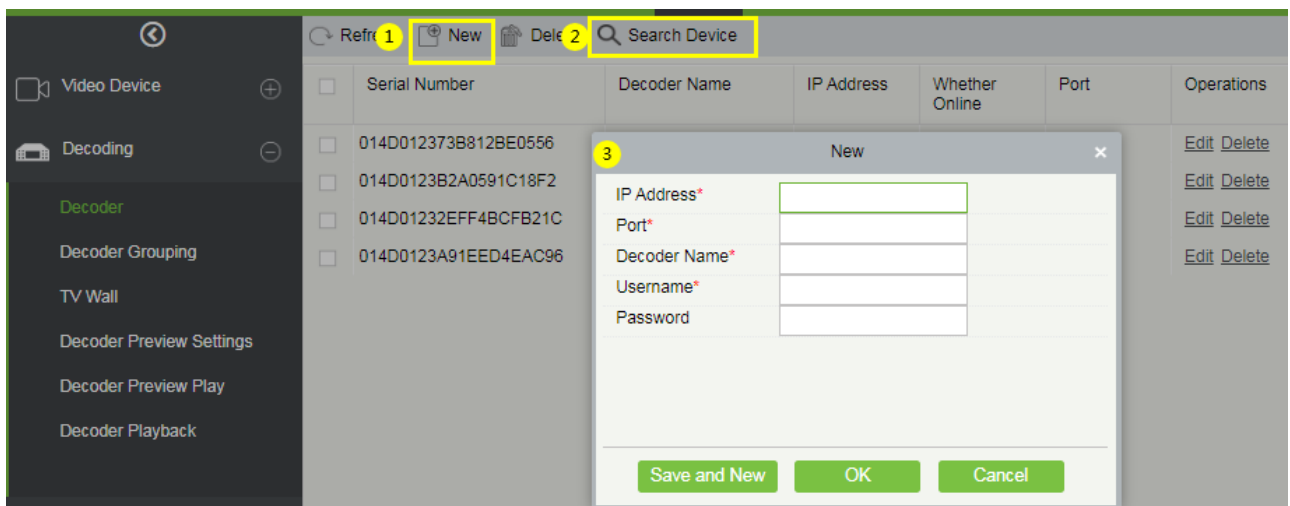 Refre 1 New Dele 2 Search Device
Video Device
Decoding
Decoder
Decoder Grouping
TV Wall
Decoder Preview Settings
Decoder Preview Play
Decoder Playback
Serial Number Decoder Name IP Address Whether Online Port Operations
014D012373B812BE0556 Edit Delete
014D0123B2A0591C18F2 Edit Delete
014D01232EFF4BCFB21C Edit Delete
014D0123A91EED4EAC96 Edit Delete
3 New ×
IP Address*
Port*
Decoder Name*
Username*
Password
Save and New OK Cancel